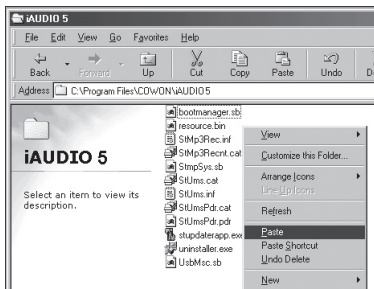 iAUDIO 5
File Edit View Go Favorites Help
Back Forward Up Cut Copy Paste Undo
Address C:\Program Files\COWON\iAUDIO5
iAUDIO 5
Select an item to view its
description.
bootmanager.sb
resource.bin
StMp3Rec.inf
StMp3Recnt.cat
StmpSys.sb
StUms.cat
StUms.inf
StUmsPdr.cat
StUmsPdr.pdr
stupdaterapp.exe
uninstaller.exe
UsbMsc.sb
View
Customize this Folder...
Arrange Icons
Line Up Icons
Refresh
Paste
Paste Shortcut
Undo Delete
New